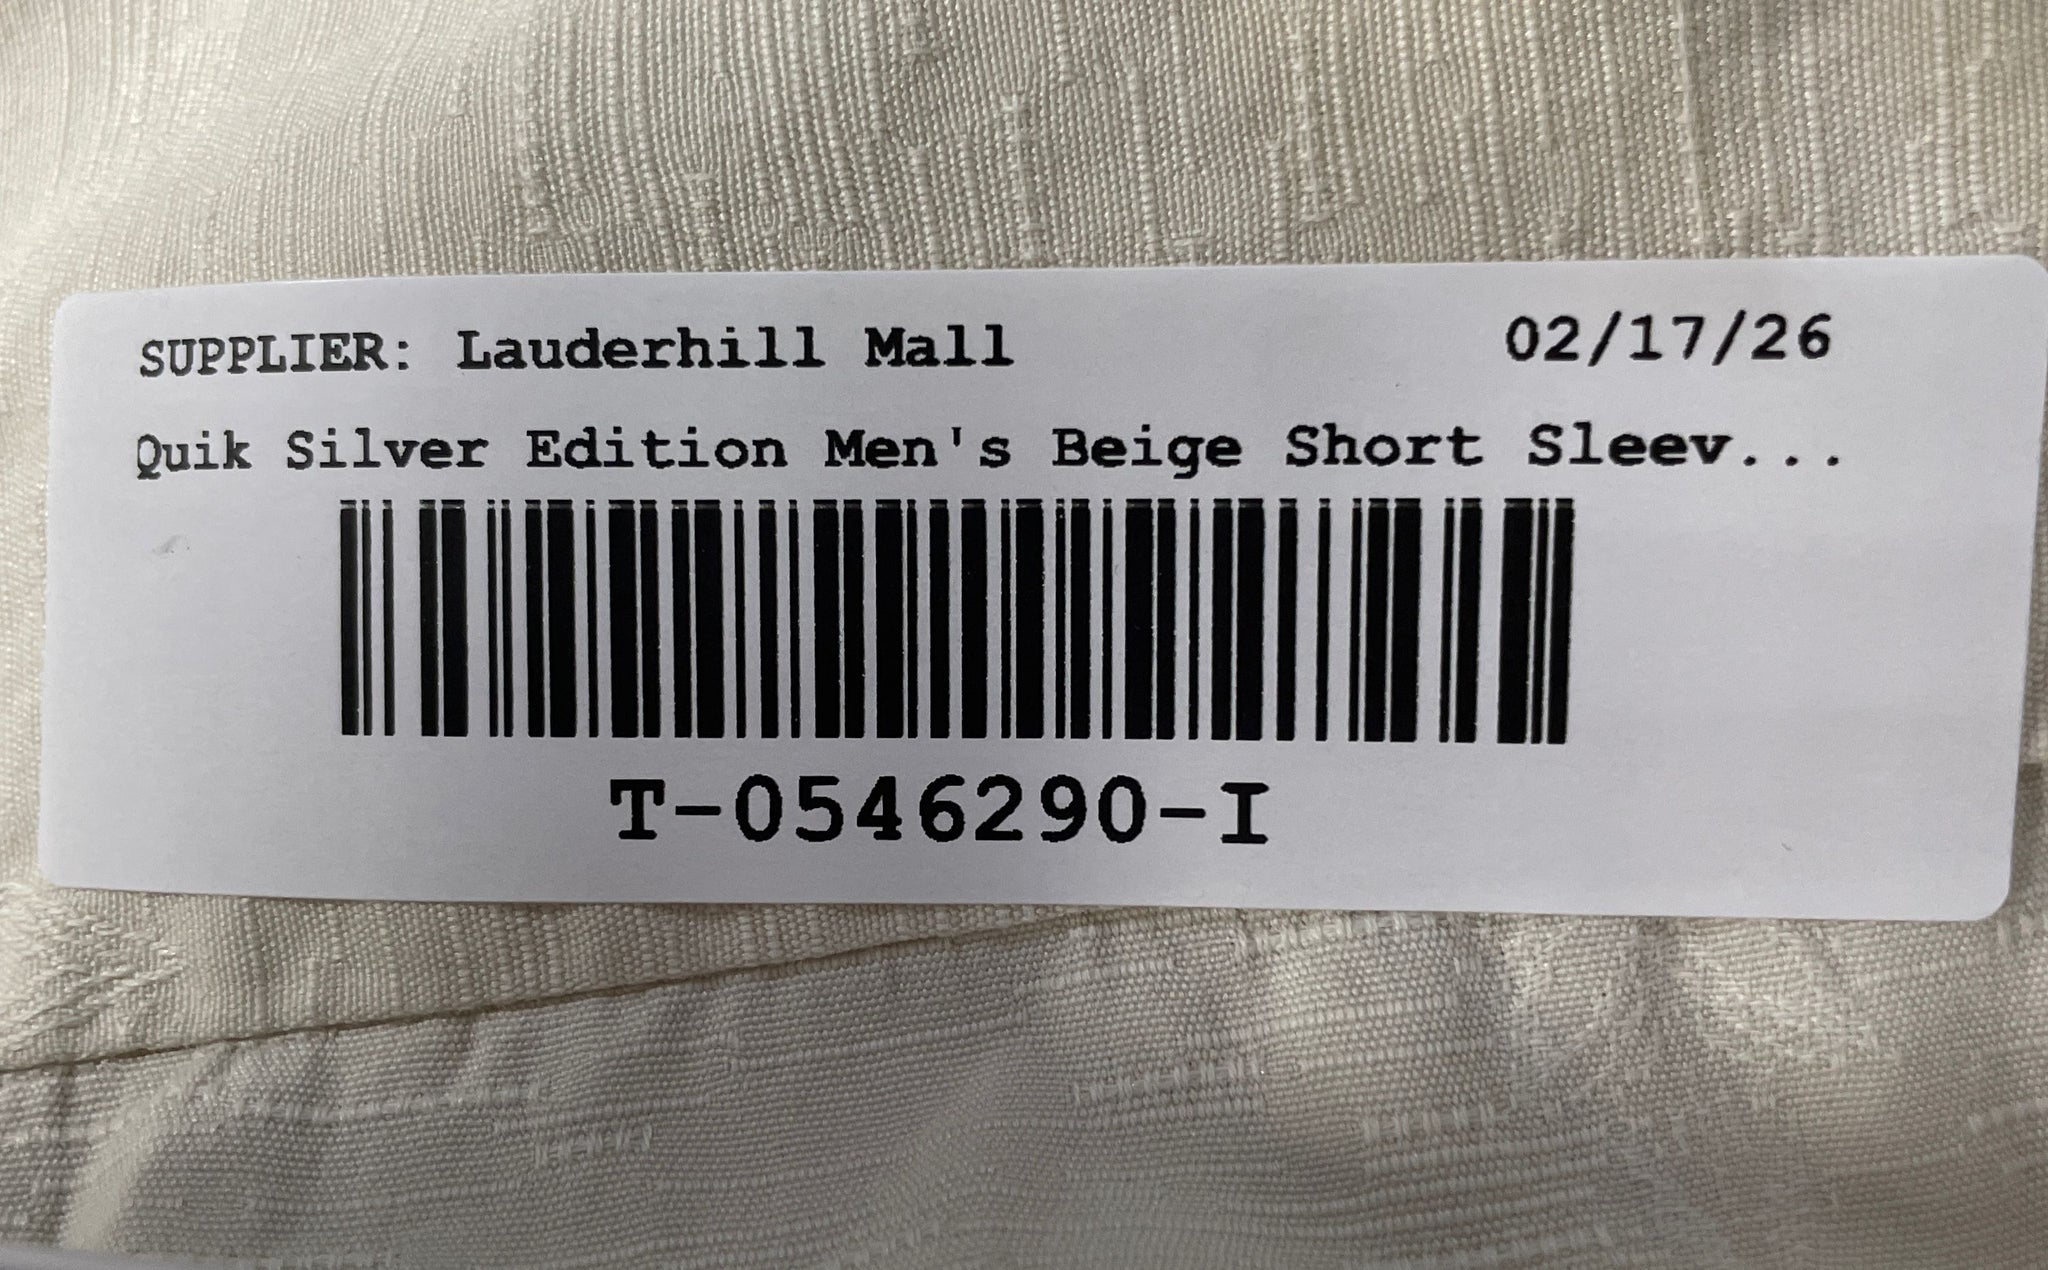 SUPPLIER: Lauderhill Mall 02/17/26
Quik Silver Edition Men's Beige Short Sleev...
T-0546290-I